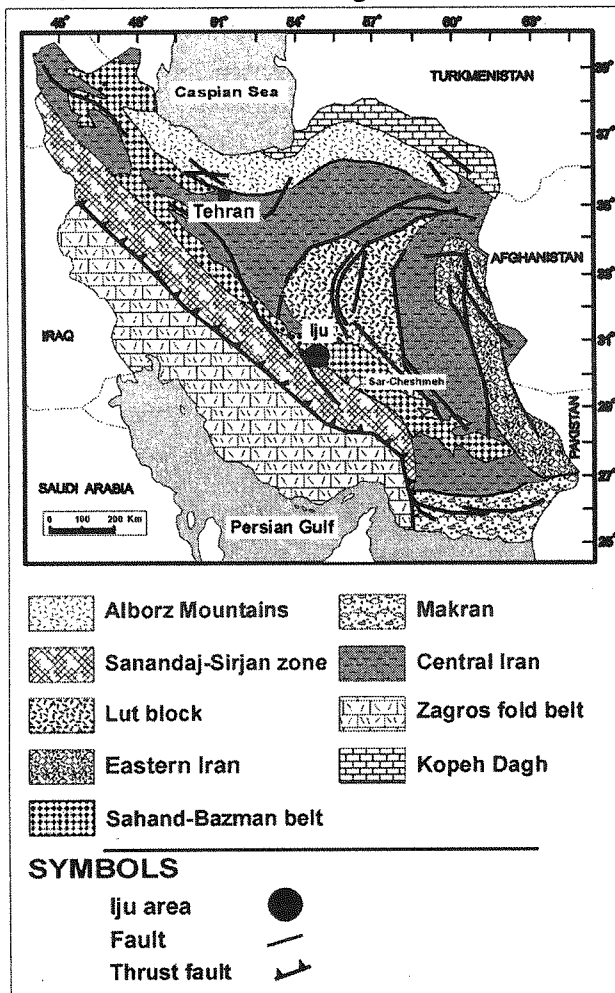 45° 48° 51° 54° 57° 60° 63°
Caspian Sea
TURKMENISTAN
39°
37°
Tehran
35°
AFGHANISTAN
33°
Iju
IRAQ
31°
Sar-Cheshmeh
29°
PAKISTAN
27°
SAUDI ARABIA
0 100 200 Km
Persian Gulf
25°
Alborz Mountains
Makran
Sanandaj-Sirjan zone
Central Iran
Lut block
Zagros fold belt
Eastern Iran
Kopeh Dagh
Sahand-Bazman belt
SYMBOLS
Iju area
Fault
Thrust fault